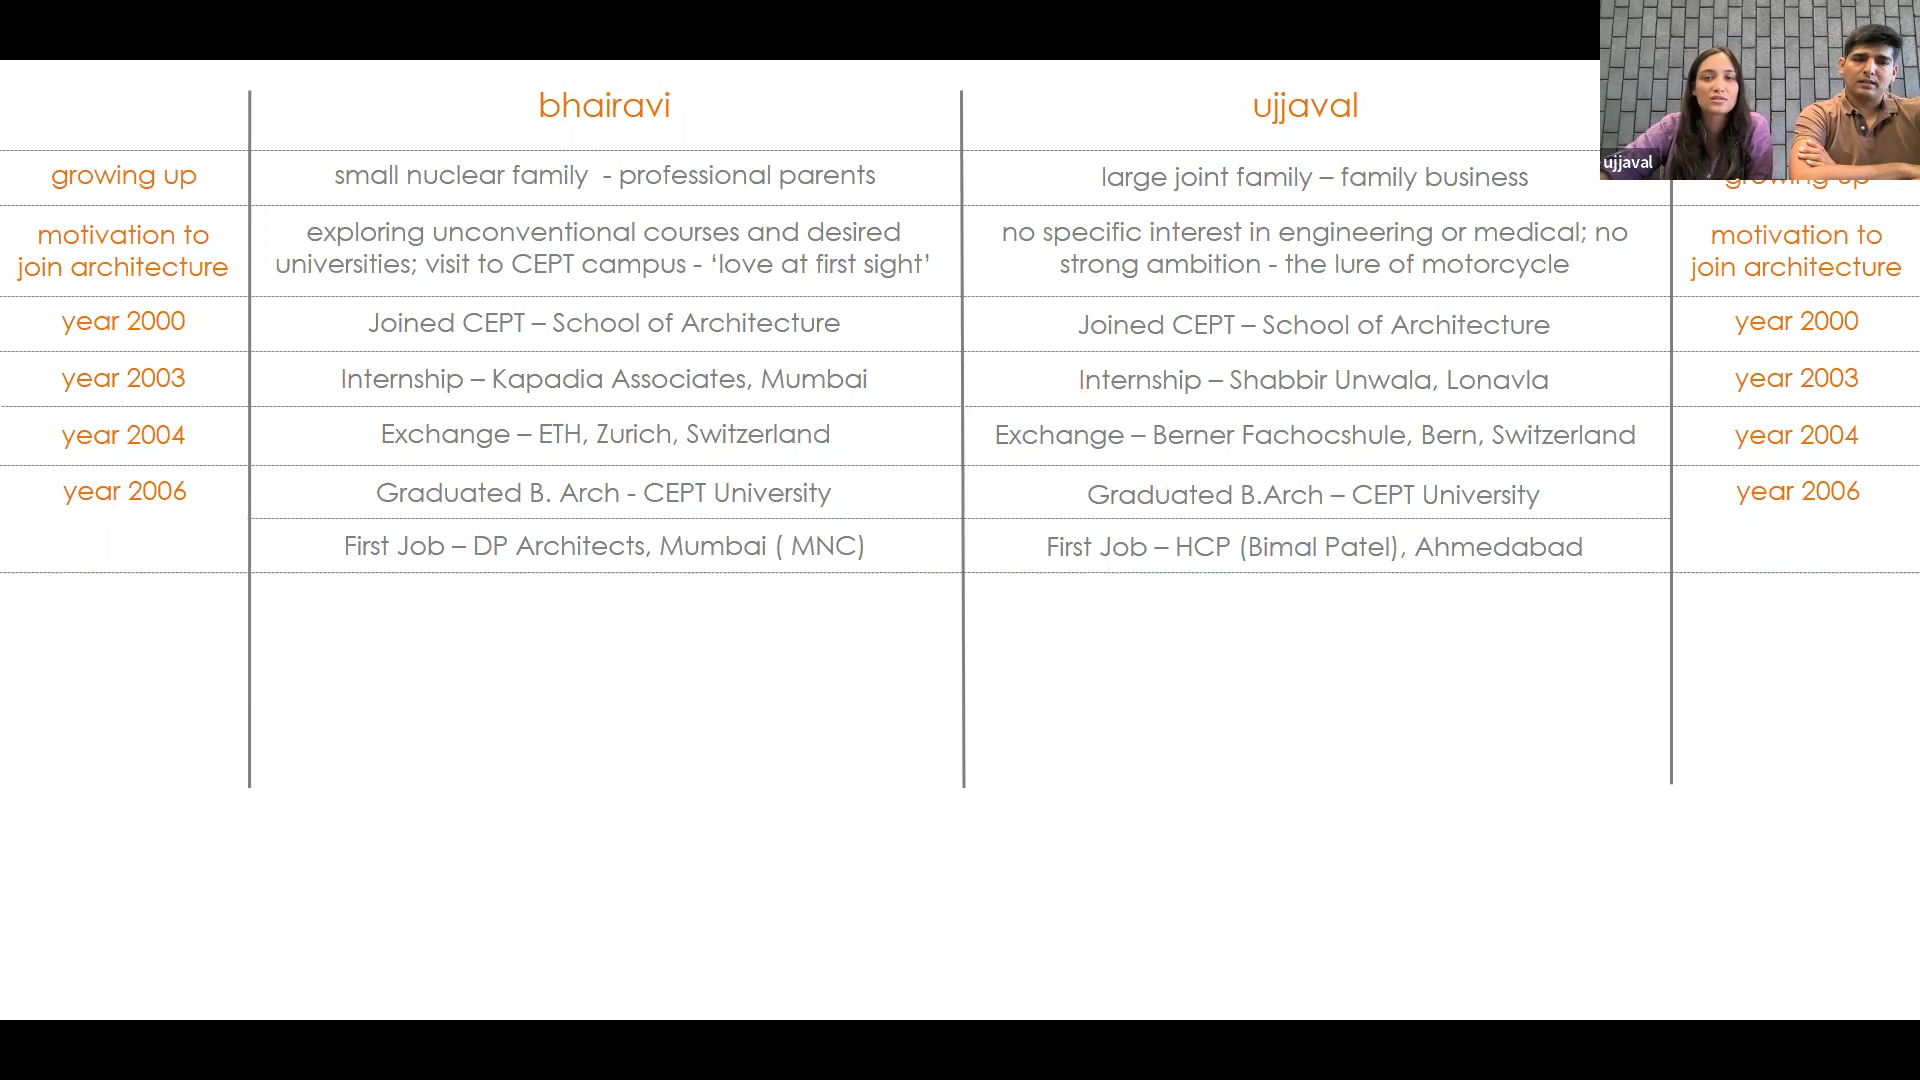 bhairavi
ujjaval
ujjaval
growing up
small nuclear family - professional parents
large joint family – family business
growing up
motivation to
join architecture
exploring unconventional courses and desired
universities; visit to CEPT campus - ‘love at first sight’
no specific interest in engineering or medical; no
strong ambition - the lure of motorcycle
motivation to
join architecture
year 2000
Joined CEPT – School of Architecture
Joined CEPT – School of Architecture
year 2000
year 2003
Internship – Kapadia Associates, Mumbai
Internship – Shabbir Unwala, Lonavla
year 2003
year 2004
Exchange – ETH, Zurich, Switzerland
Exchange – Berner Fachocshule, Bern, Switzerland
year 2004
year 2006
Graduated B. Arch - CEPT University
Graduated B.Arch – CEPT University
year 2006
First Job – DP Architects, Mumbai ( MNC)
First Job – HCP (Bimal Patel), Ahmedabad